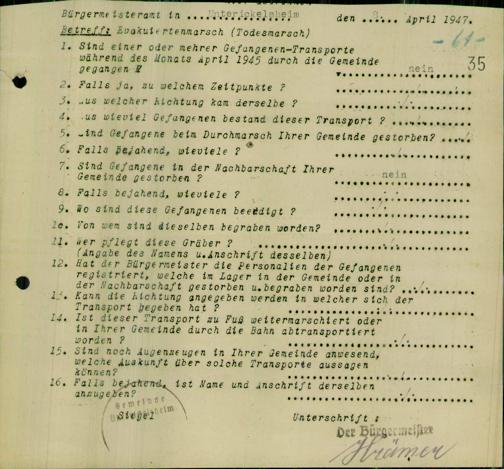 Bürgermeisteramt in Unterickelsheim den 9. April 1947.
- 61 -
Betreff: Evakuiertenmarsch (Todesmarsch)
35
1. Sind einer oder mehrer Gefangenen-Transporte
während des Monats April 1945 durch die Gemeinde
gegangen ? nein
2. Falls ja, zu welchem Zeitpunkte ?
3. Aus welcher Richtung kam derselbe ?
4. Aus wieviel Gefangenen bestand dieser Transport ?
5. Sind Gefangene beim Durchmarsch Ihrer Gemeinde gestorben?
6. Falls bejahend, wieviele ?
7. Sind Gefangene in der Nachbarschaft Ihrer
Gemeinde gestorben ? nein
8. Falls bejahend, wieviele ?
9. Wo sind diese Gefangenen beerdigt ?
10. Von wem sind dieselben begraben worden?
11. Wer pflegt diese Gräber ?
(Angabe des Namens u.Anschrift desselben)
12. Hat der Bürgermeister die Personalien der Gefangenen
registriert, welche im Lager in der Gemeinde oder in
der Nachbarschaft gestorben u.begraben worden sind?
13. Kann die Richtung angegeben werden in welcher sich der
Transport begeben hat ?
14. Ist dieser Transport zu Fuß weitermarschiert oder
in Ihrer Gemeinde durch die Bahn abtransportiert
worden ?
15. Sind noch Augenzeugen in Ihrer Gemeinde anwesend,
welche Auskunft über solche Transporte aussagen
können?
16. Falls bejahend, ist Name und Anschrift derselben
anzugeben?
Gemeinde
Siegel Unterschrift :
Der Bürgermeister
Krämer